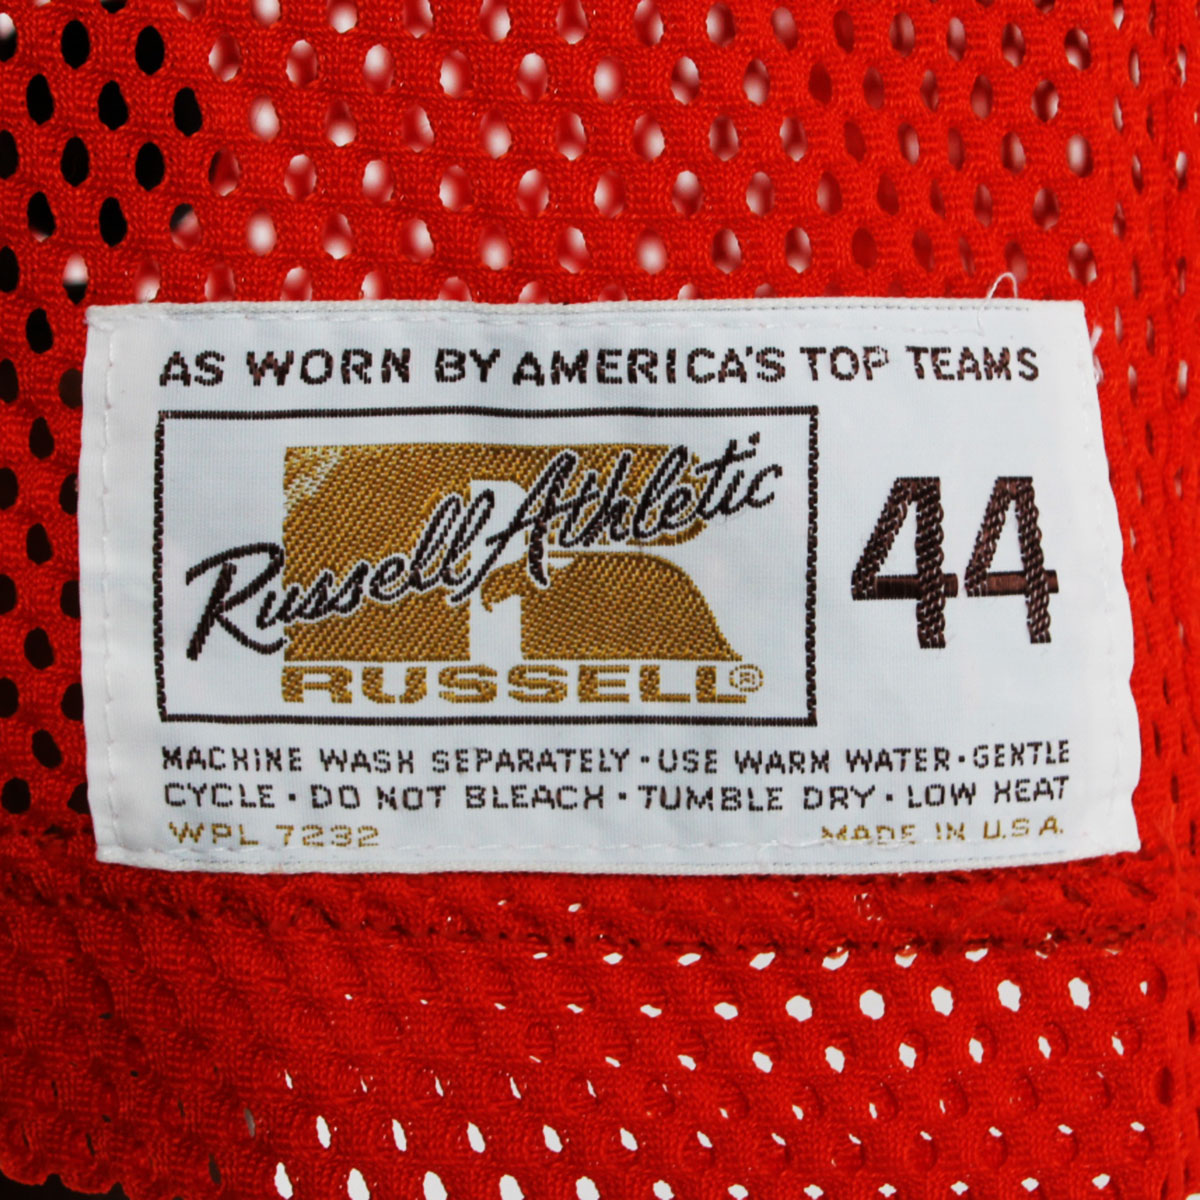 AS WORN BY AMERICA'S TOP TEAMS
Russell Athletic
RUSSELL®
44
MACHINE WASH SEPARATELY · USE WARM WATER · GENTLE
CYCLE · DO NOT BLEACH · TUMBLE DRY · LOW HEAT
WPL 7232 MADE IN U.S.A.